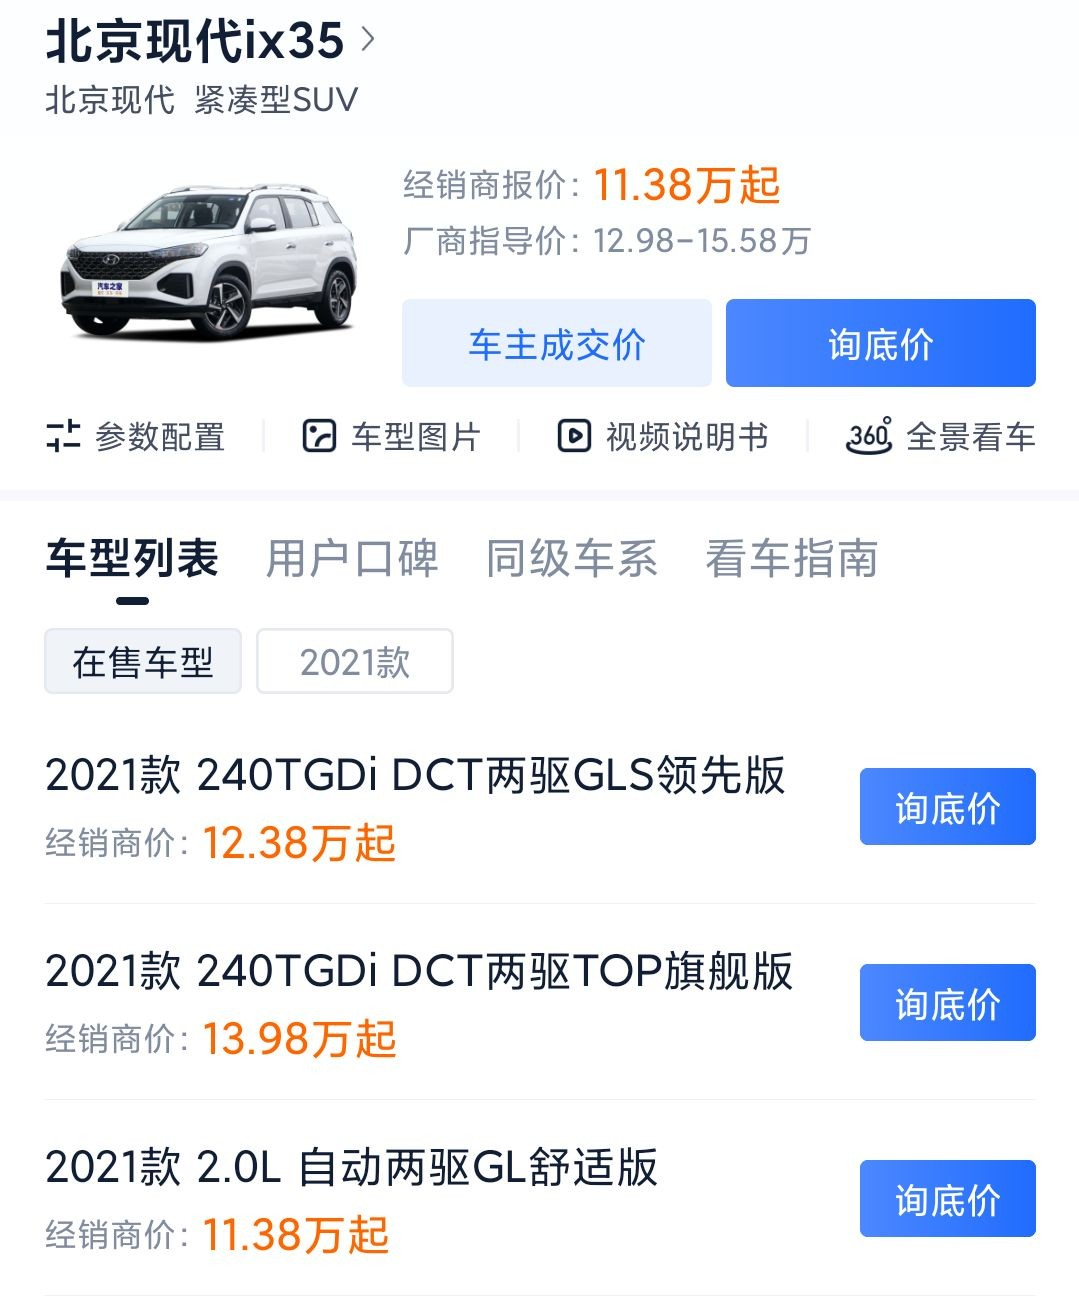 北京现代ix35
北京现代 紧凑型SUV
经销商报价：11.38万起
厂商指导价：12.98-15.58万
汽车之家
车主成交价
询底价
参数配置
车型图片
视频说明书
360° 全景看车
车型列表
用户口碑
同级车系
看车指南
在售车型
2021款
2021款 240TGDi DCT两驱GLS领先版
经销商价：12.38万起
询底价
2021款 240TGDi DCT两驱TOP旗舰版
经销商价：13.98万起
询底价
2021款 2.0L 自动两驱GL舒适版
经销商价：11.38万起
询底价